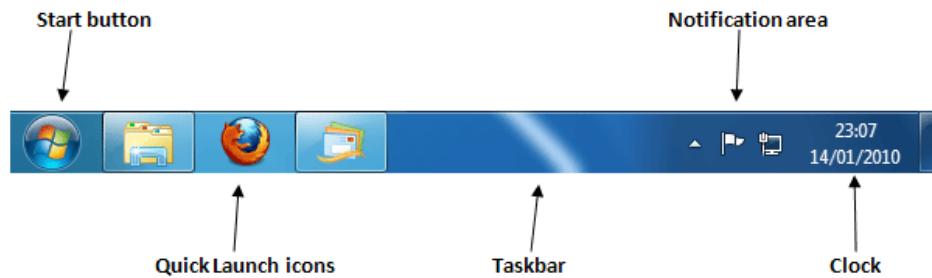 Start button
Notification area
23:07
14/01/2010
Quick Launch icons
Taskbar
Clock